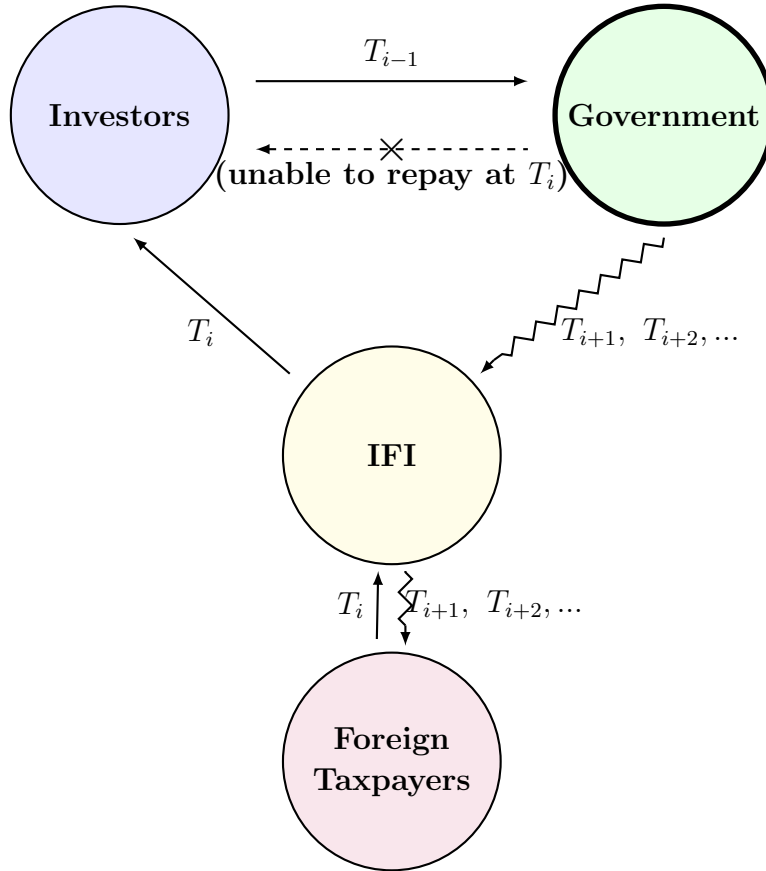 T_{i−1}
Investors
Government
(unable to repay at T_i)
T_i
T_{i+1}, T_{i+2}, ...
IFI
T_i
T_{i+1}, T_{i+2}, ...
Foreign
Taxpayers